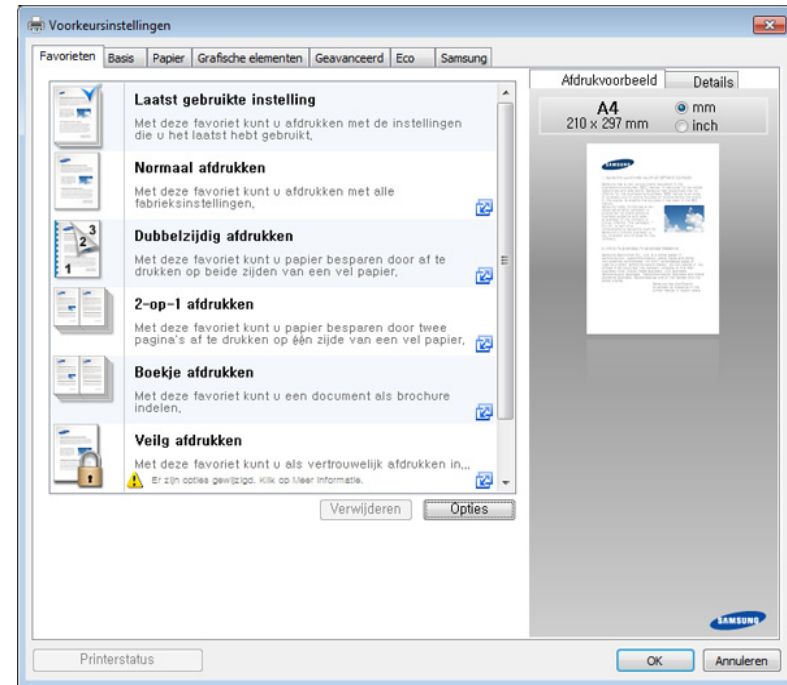 Voorkeursinstellingen
Favorieten Basis Papier Grafische elementen Geavanceerd Eco Samsung
Laatst gebruikte instelling
Met deze favoriet kunt u afdrukken met de instellingen
die u het laatst hebt gebruikt.
Normaal afdrukken
Met deze favoriet kunt u afdrukken met alle
fabrieksinstellingen.
Dubbelzijdig afdrukken
Met deze favoriet kunt u papier besparen door af te
drukken op beide zijden van een vel papier.
2-op-1 afdrukken
Met deze favoriet kunt u papier besparen door twee
pagina's af te drukken op één zijde van een vel papier.
Boekje afdrukken
Met deze favoriet kunt u een document als brochure
indelen.
Veilig afdrukken
Met deze favoriet kunt u als vertrouwelijk afdrukken in...
Er zijn opties gewijzigd. Klik op Meer informatie.
Verwijderen Opties
Afdrukvoorbeeld Details
A4
210 x 297 mm
mm
inch
SAMSUNG
Printerstatus
OK Annuleren